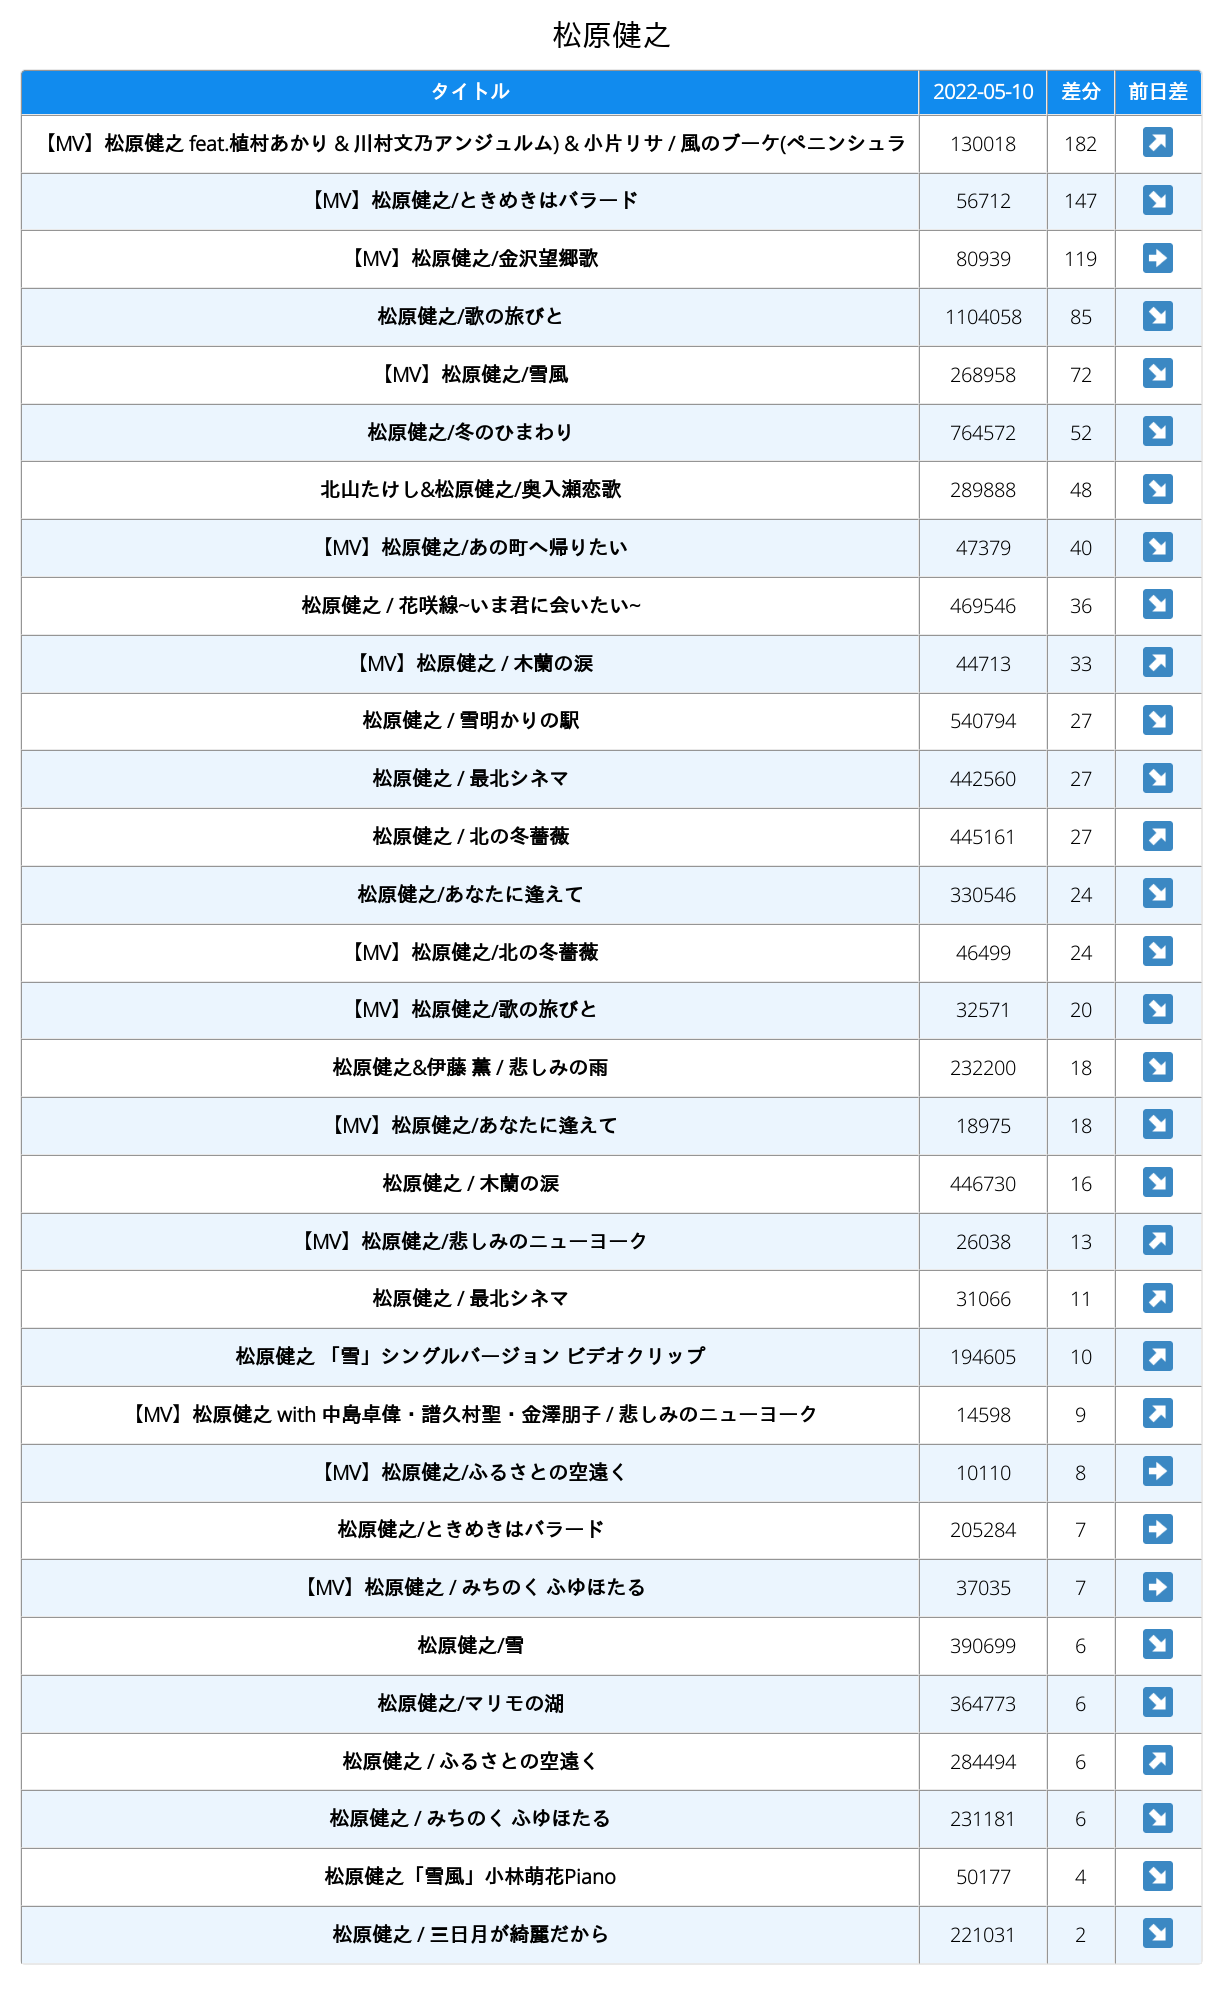 松原健之
タイトル 2022-05-10 差分 前日差
【MV】松原健之 feat.植村あかり & 川村文乃アンジュルム) & 小片リサ / 風のブーケ(ペニンシュラ 130018 182 ↗
【MV】松原健之/ときめきはバラード 56712 147 ↘
【MV】松原健之/金沢望郷歌 80939 119 ➡
松原健之/歌の旅びと 1104058 85 ↘
【MV】松原健之/雪風 268958 72 ↘
松原健之/冬のひまわり 764572 52 ↘
北山たけし&松原健之/奥入瀬恋歌 289888 48 ↘
【MV】松原健之/あの町へ帰りたい 47379 40 ↘
松原健之 / 花咲線~いま君に会いたい~ 469546 36 ↘
【MV】松原健之 / 木蘭の涙 44713 33 ↗
松原健之 / 雪明かりの駅 540794 27 ↘
松原健之 / 最北シネマ 442560 27 ↘
松原健之 / 北の冬薔薇 445161 27 ↗
松原健之/あなたに逢えて 330546 24 ↘
【MV】松原健之/北の冬薔薇 46499 24 ↘
【MV】松原健之/歌の旅びと 32571 20 ↘
松原健之&伊藤 薫 / 悲しみの雨 232200 18 ↘
【MV】松原健之/あなたに逢えて 18975 18 ↘
松原健之 / 木蘭の涙 446730 16 ↘
【MV】松原健之/悲しみのニューヨーク 26038 13 ↗
松原健之 / 最北シネマ 31066 11 ↗
松原健之 「雪」シングルバージョン ビデオクリップ 194605 10 ↗
【MV】松原健之 with 中島卓偉・譜久村聖・金澤朋子 / 悲しみのニューヨーク 14598 9 ↗
【MV】松原健之/ふるさとの空遠く 10110 8 ➡
松原健之/ときめきはバラード 205284 7 ➡
【MV】松原健之 / みちのく ふゆほたる 37035 7 ➡
松原健之/雪 390699 6 ↘
松原健之/マリモの湖 364773 6 ↘
松原健之 / ふるさとの空遠く 284494 6 ↗
松原健之 / みちのく ふゆほたる 231181 6 ↘
松原健之「雪風」小林萌花Piano 50177 4 ↘
松原健之 / 三日月が綺麗だから 221031 2 ↘